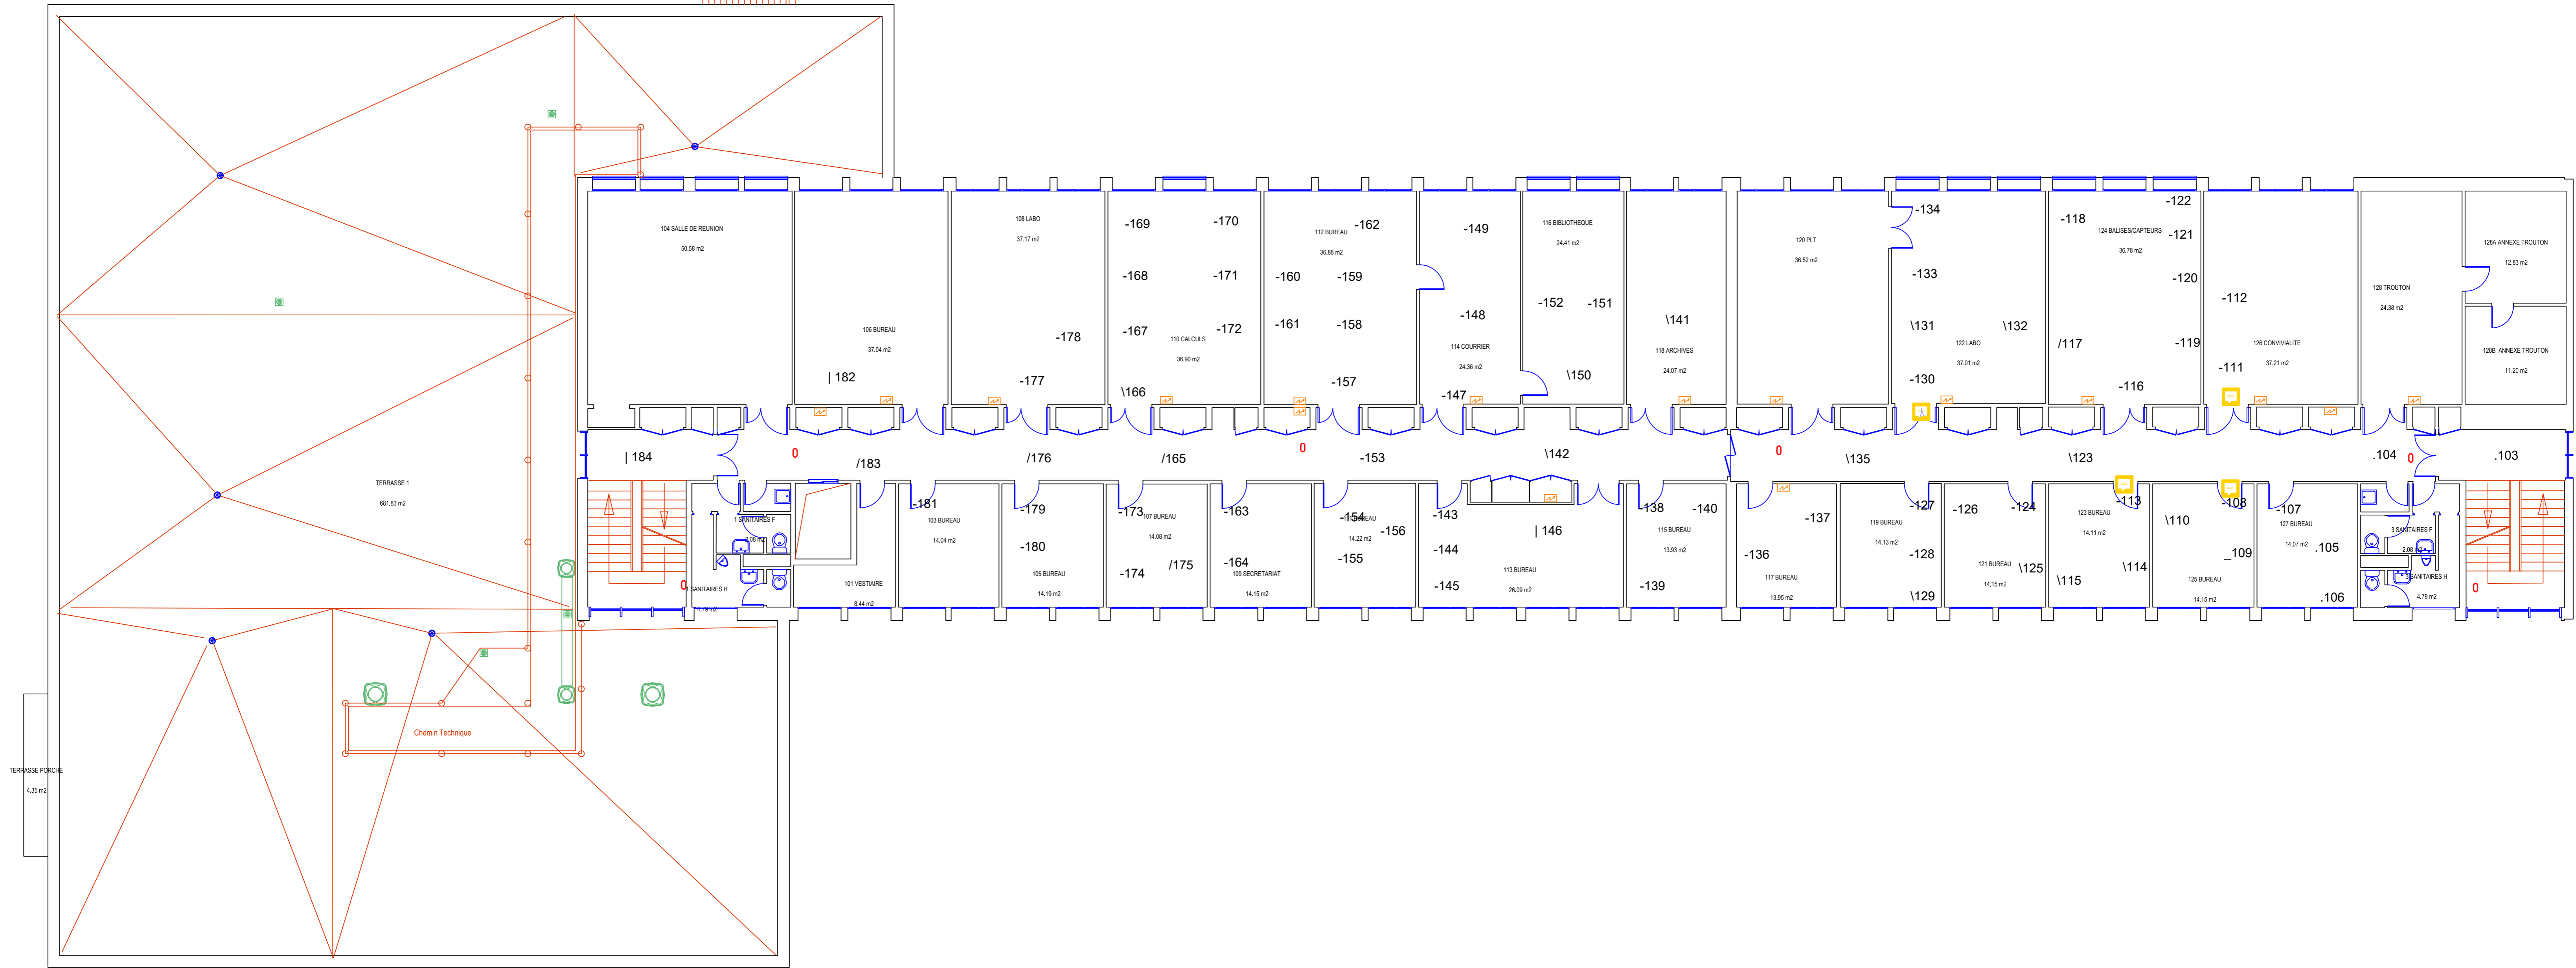 104 SALLE DE REUNION
50.58 m2
106 BUREAU
37.04 m2
| 182
108 LABO
37,17 m2
-178
-177
-169
-170
-168
-171
-167
-172
110 CALCULS
36.90 m2
\166
112 BUREAU
36,88 m2
-162
-160
-159
-161
-158
-157
-149
-148
114 COURRIER
24.36 m2
-147
116 BIBLIOTHEQUE
24.41 m2
-152
-151
\150
\141
118 ARCHIVES
24.07 m2
120 PLT
36.52 m2
-134
-133
\131
\132
122 LABO
37.01 m2
-130
-122
-118
124 BALISES/CAPTEURS
36,78 m2
-121
-120
/117
-119
-116
-112
126 CONVIVIALITE
37.21 m2
-111
128 TROUTON
24.38 m2
128A ANNEXE TROUTON
12.83 m2
128B ANNEXE TROUTON
11.20 m2
| 184
/183
/176
/165
-153
\142
\135
\123
.104
.103
TERRASSE 1
681,83 m2
1 SANITAIRES F
2.08 m2
1 SANITAIRES H
4.79 m2
101 VESTIAIRE
8,44 m2
-181
103 BUREAU
14.04 m2
-179
-180
105 BUREAU
14.19 m2
-173
107 BUREAU
14.08 m2
-174
/175
-163
-164
109 SECRETARIAT
14.15 m2
-154
BUREAU
14.22 m2
-156
-155
-143
-144
-145
| 146
113 BUREAU
26.09 m2
-138
-140
115 BUREAU
13.93 m2
-139
-137
-136
117 BUREAU
13,95 m2
-127
119 BUREAU
14.13 m2
-128
\129
-126
-124
121 BUREAU
14,15 m2
\125
-113
123 BUREAU
14.11 m2
\114
\115
-108
\110
_109
125 BUREAU
14.15 m2
-107
127 BUREAU
14,07 m2
.105
.106
3 SANITAIRES F
2.08 m2
3 SANITAIRES H
4,79 m2
Chemin Technique
TERRASSE PORCHE
4.35 m2